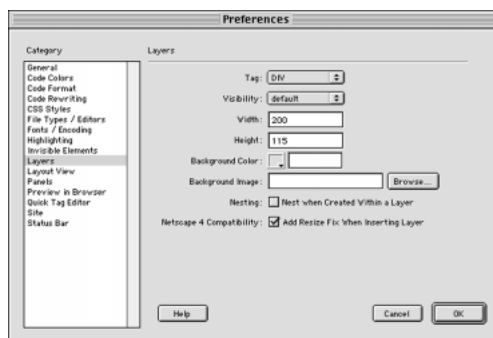 Preferences
Category
Layers
General
Code Colors
Code Format
Code Rewriting
CSS Styles
File Types / Editors
Fonts / Encoding
Highlighting
Invisible Elements
Layers
Layout View
Panels
Preview in Browser
Quick Tag Editor
Site
Status Bar
Tag: DIV
Visibility: default
Width: 200
Height: 115
Background Color:
Background Image: Browse...
Nesting: Nest when Created Within a Layer
Netscape 4 Compatibility: Add Resize Fix When Inserting Layer
Help
Cancel
OK